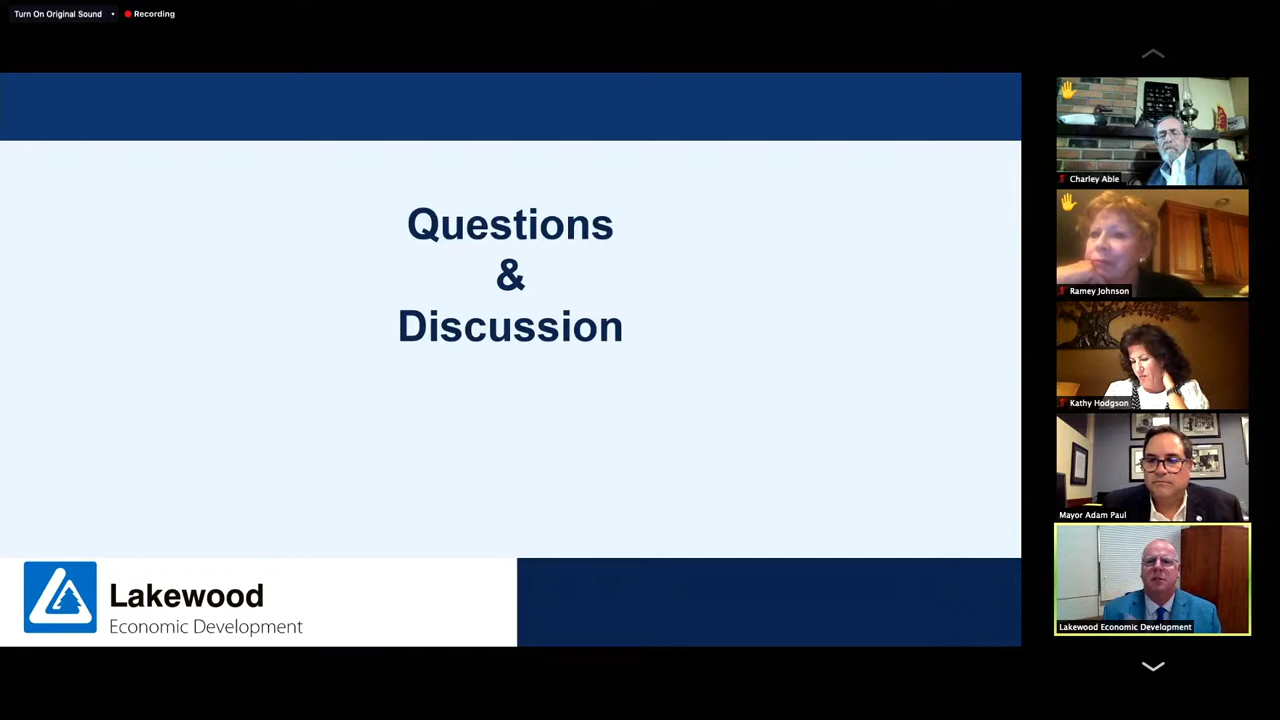 Turn On Original Sound
Recording
Questions
&
Discussion
Lakewood
Economic Development
Charley Able
Ramey Johnson
Kathy Hodgson
Mayor Adam Paul
Lakewood Economic Development